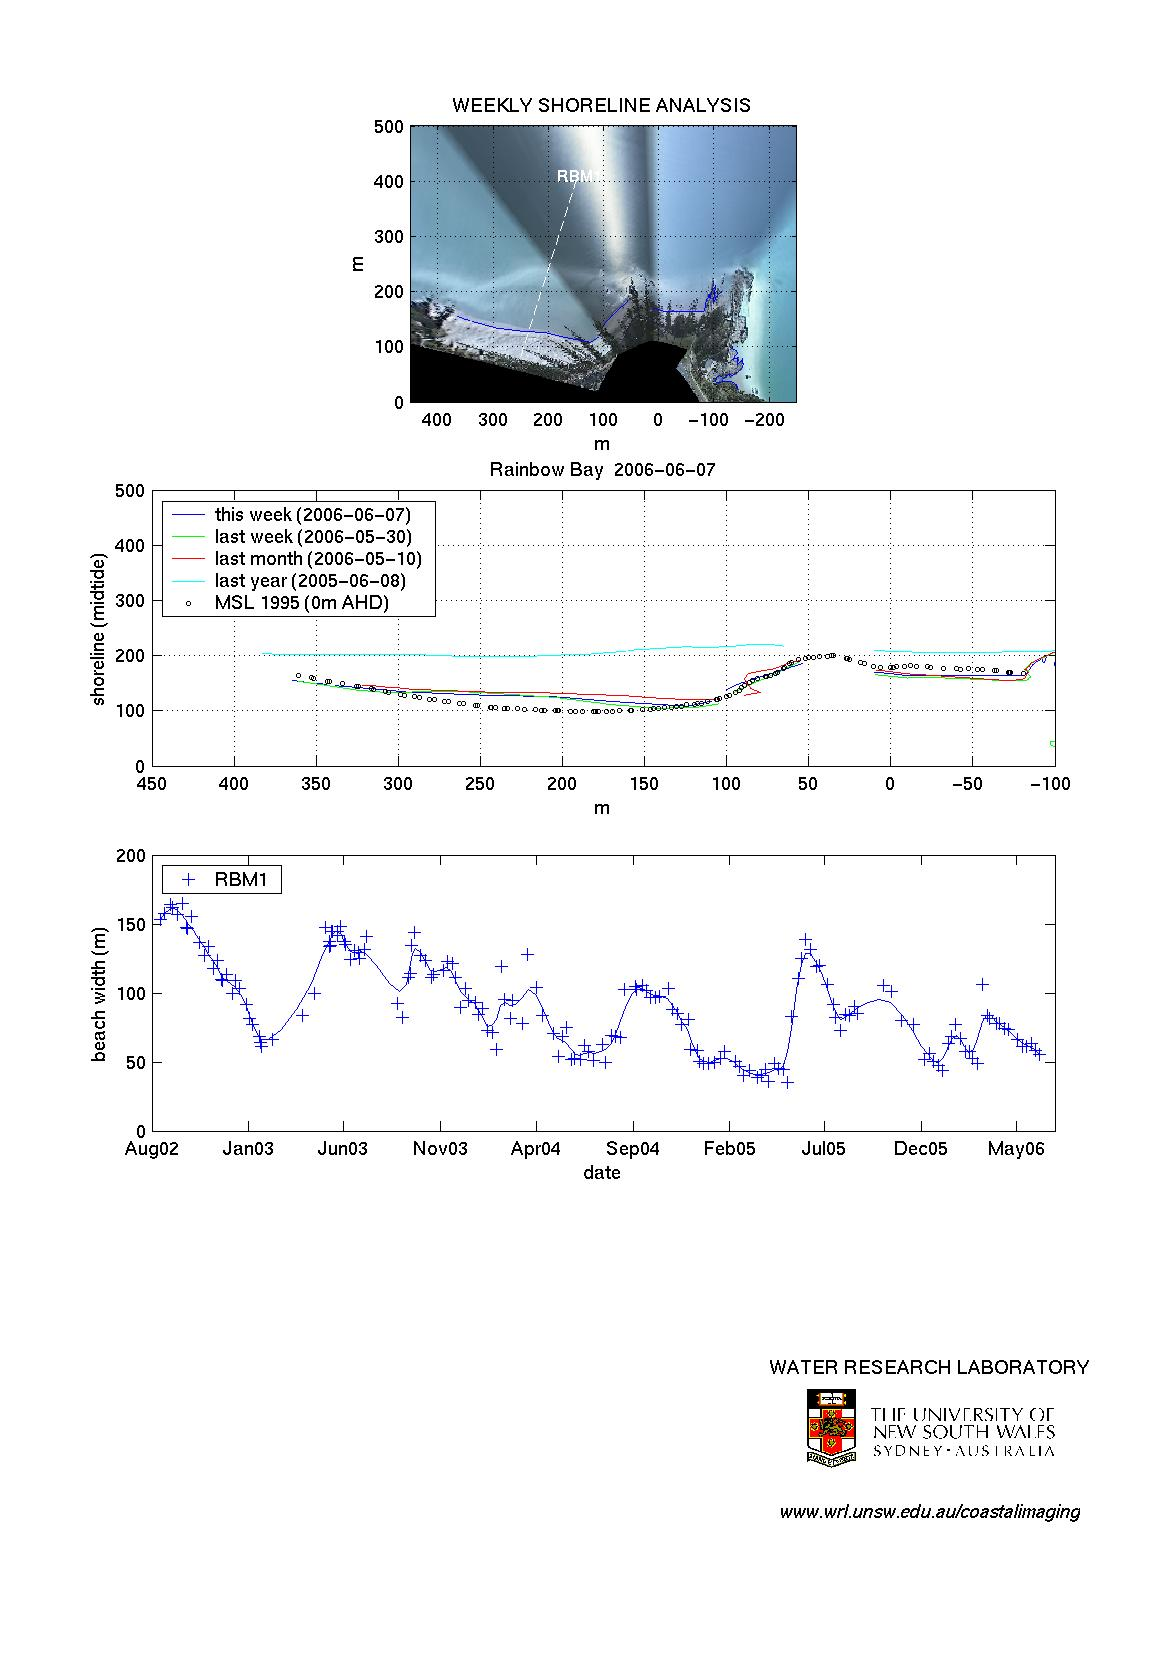 WEEKLY SHORELINE ANALYSIS
500
400
300
200
100
0
m
RBM1
400 300 200 100 0 −100 −200
m
Rainbow Bay 2006−06−07
500
400
300
200
100
0
shoreline (midtide)
this week (2006−06−07)
last week (2006−05−30)
last month (2006−05−10)
last year (2005−06−08)
MSL 1995 (0m AHD)
450 400 350 300 250 200 150 100 50 0 −50 −100
m
200
150
100
50
0
beach width (m)
RBM1
Aug02 Jan03 Jun03 Nov03 Apr04 Sep04 Feb05 Jul05 Dec05 May06
date
WATER RESEARCH LABORATORY
THE UNIVERSITY OF
NEW SOUTH WALES
SYDNEY • AUSTRALIA
www.wrl.unsw.edu.au/coastalimaging